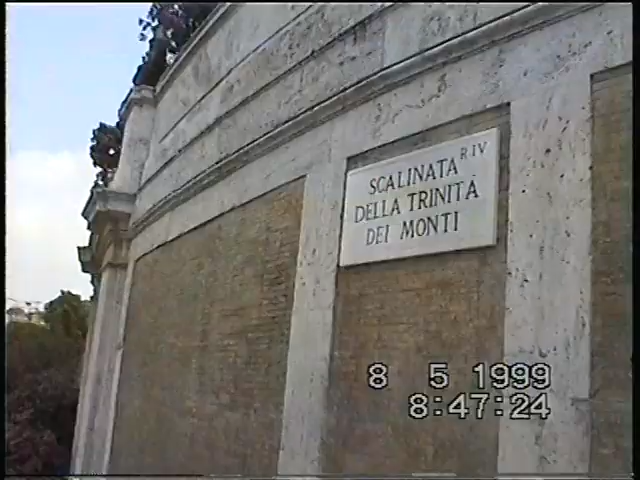 SCALINATA R IV
DELLA TRINITÀ
DEI MONTI
8 5 1999
8:47:24